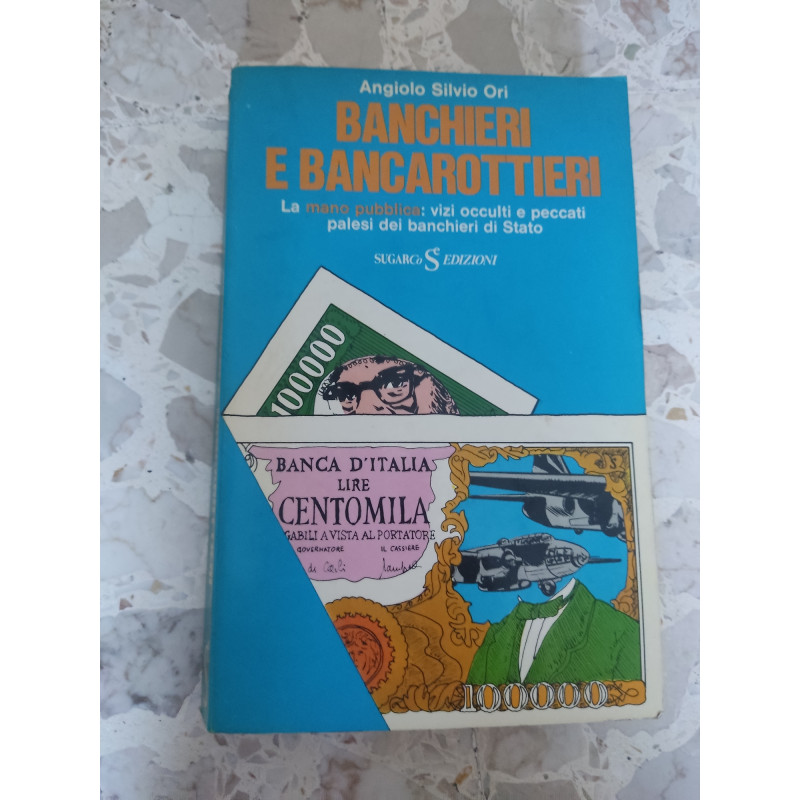 Angiolo Silvio Ori
BANCHIERI
E BANCAROTTIERI
La mano pubblica: vizi occulti e peccati
palesi dei banchieri di Stato
SUGARCo EDIZIONI
100000
BANCA D'ITALIA
LIRE
CENTOMILA
GABILI A VISTA AL PORTATORE
GOVERNATORE IL CASSIERE
100000